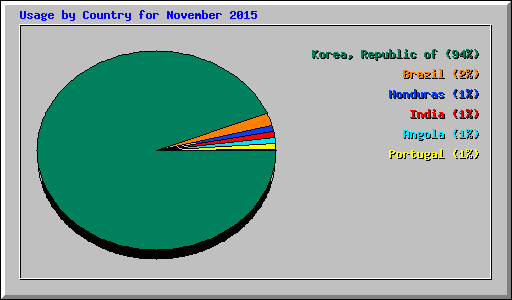 Usage by Country for November 2015
Korea, Republic of (94%)
Brazil (2%)
Honduras (1%)
India (1%)
Angola (1%)
Portugal (1%)